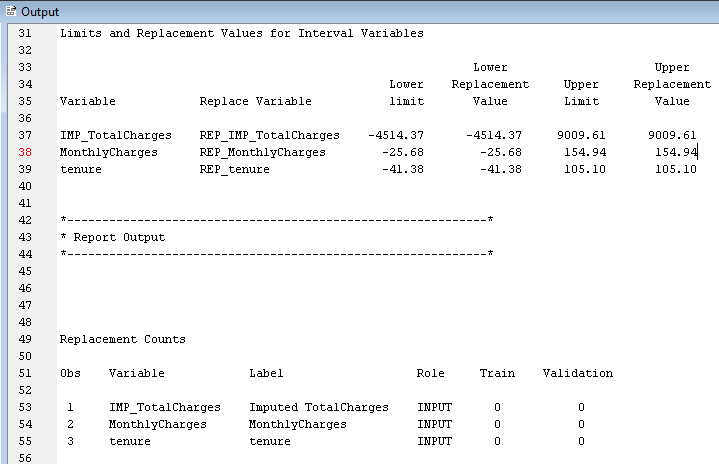 Output
31 Limits and Replacement Values for Interval Variables
32
33 Lower Upper
34 Lower Replacement Upper Replacement
35 Variable Replace Variable limit Value Limit Value
36
37 IMP_TotalCharges REP_IMP_TotalCharges -4514.37 -4514.37 9009.61 9009.61
38 MonthlyCharges REP_MonthlyCharges -25.68 -25.68 154.94 154.94
39 tenure REP_tenure -41.38 -41.38 105.10 105.10
40
41
42 *------------------------------------------------------------*
43 * Report Output
44 *------------------------------------------------------------*
45
46
47
48
49 Replacement Counts
50
51 Obs Variable Label Role Train Validation
52
53 1 IMP_TotalCharges Imputed TotalCharges INPUT 0 0
54 2 MonthlyCharges MonthlyCharges INPUT 0 0
55 3 tenure tenure INPUT 0 0
56